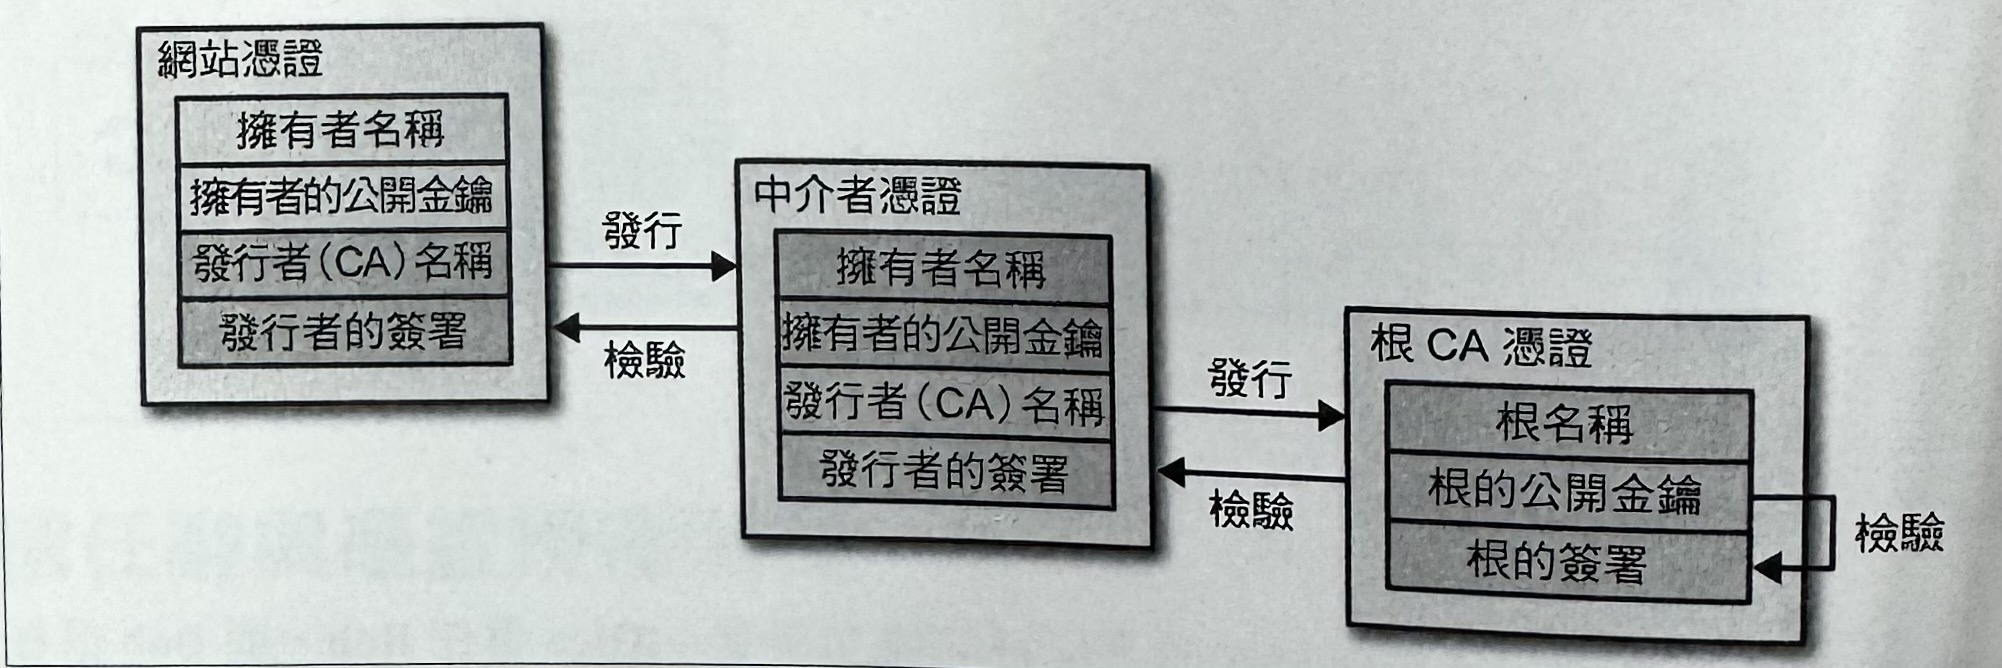 網站憑證
擁有者名稱
擁有者的公開金鑰
發行者(CA)名稱
發行者的簽署
發行
檢驗
中介者憑證
擁有者名稱
擁有者的公開金鑰
發行者(CA)名稱
發行者的簽署
發行
檢驗
根 CA 憑證
根名稱
根的公開金鑰
根的簽署
檢驗